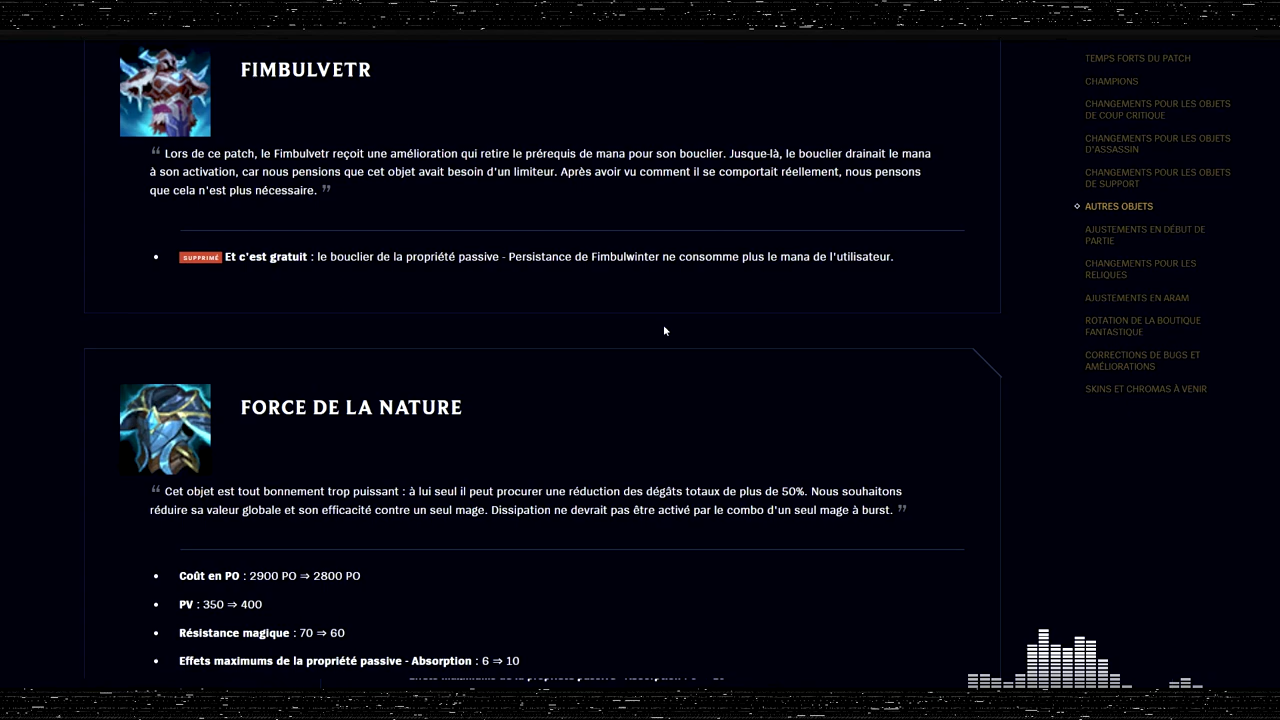 FIMBULVETR
“ Lors de ce patch, le Fimbulvetr reçoit une amélioration qui retire le prérequis de mana pour son bouclier. Jusque-là, le bouclier drainait le mana
à son activation, car nous pensions que cet objet avait besoin d'un limiteur. Après avoir vu comment il se comportait réellement, nous pensons
que cela n'est plus nécessaire. ”
• SUPPRIMÉ Et c'est gratuit : le bouclier de la propriété passive - Persistance de Fimbulwinter ne consomme plus le mana de l'utilisateur.
FORCE DE LA NATURE
“ Cet objet est tout bonnement trop puissant : à lui seul il peut procurer une réduction des dégâts totaux de plus de 50%. Nous souhaitons
réduire sa valeur globale et son efficacité contre un seul mage. Dissipation ne devrait pas être activé par le combo d'un seul mage à burst. ”
• Coût en PO : 2900 PO ⇒ 2800 PO
• PV : 350 ⇒ 400
• Résistance magique : 70 ⇒ 60
• Effets maximums de la propriété passive - Absorption : 6 ⇒ 10
TEMPS FORTS DU PATCH
CHAMPIONS
CHANGEMENTS POUR LES OBJETS
DE COUP CRITIQUE
CHANGEMENTS POUR LES OBJETS
D'ASSASSIN
CHANGEMENTS POUR LES OBJETS
DE SUPPORT
AUTRES OBJETS
AJUSTEMENTS EN DÉBUT DE
PARTIE
CHANGEMENTS POUR LES
RELIQUES
AJUSTEMENTS EN ARAM
ROTATION DE LA BOUTIQUE
FANTASTIQUE
CORRECTIONS DE BUGS ET
AMÉLIORATIONS
SKINS ET CHROMAS À VENIR